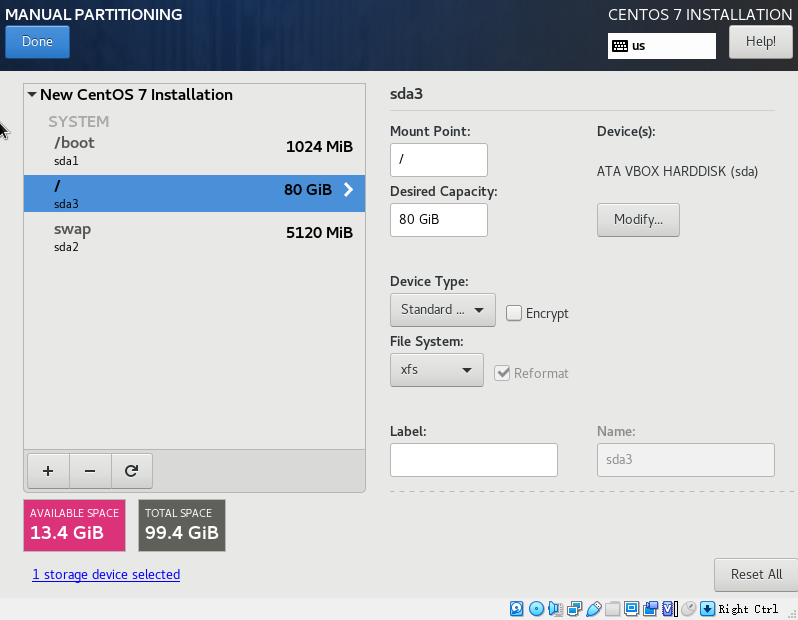 MANUAL PARTITIONING
CENTOS 7 INSTALLATION
Done
us
Help!
New CentOS 7 Installation
SYSTEM
/boot
1024 MiB
sda1
/
80 GiB
sda3
swap
5120 MiB
sda2
AVAILABLE SPACE
13.4 GiB
TOTAL SPACE
99.4 GiB
1 storage device selected
sda3
Mount Point:
/
Device(s):
ATA VBOX HARDDISK (sda)
Desired Capacity:
80 GiB
Modify...
Device Type:
Standard ...
Encrypt
File System:
xfs
Reformat
Label:
Name:
sda3
Reset All
Right Ctrl